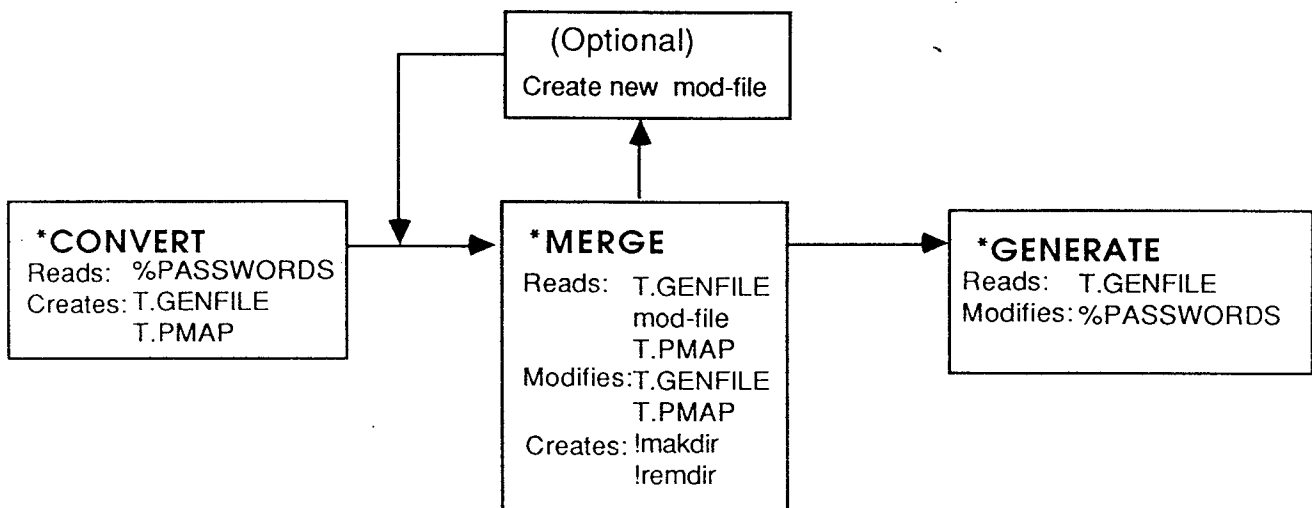 (Optional)
Create new mod-file
*CONVERT
Reads: %PASSWORDS
Creates: T.GENFILE
T.PMAP
*MERGE
Reads: T.GENFILE
mod-file
T.PMAP
Modifies: T.GENFILE
T.PMAP
Creates: !makdir
!remdir
*GENERATE
Reads: T.GENFILE
Modifies: %PASSWORDS